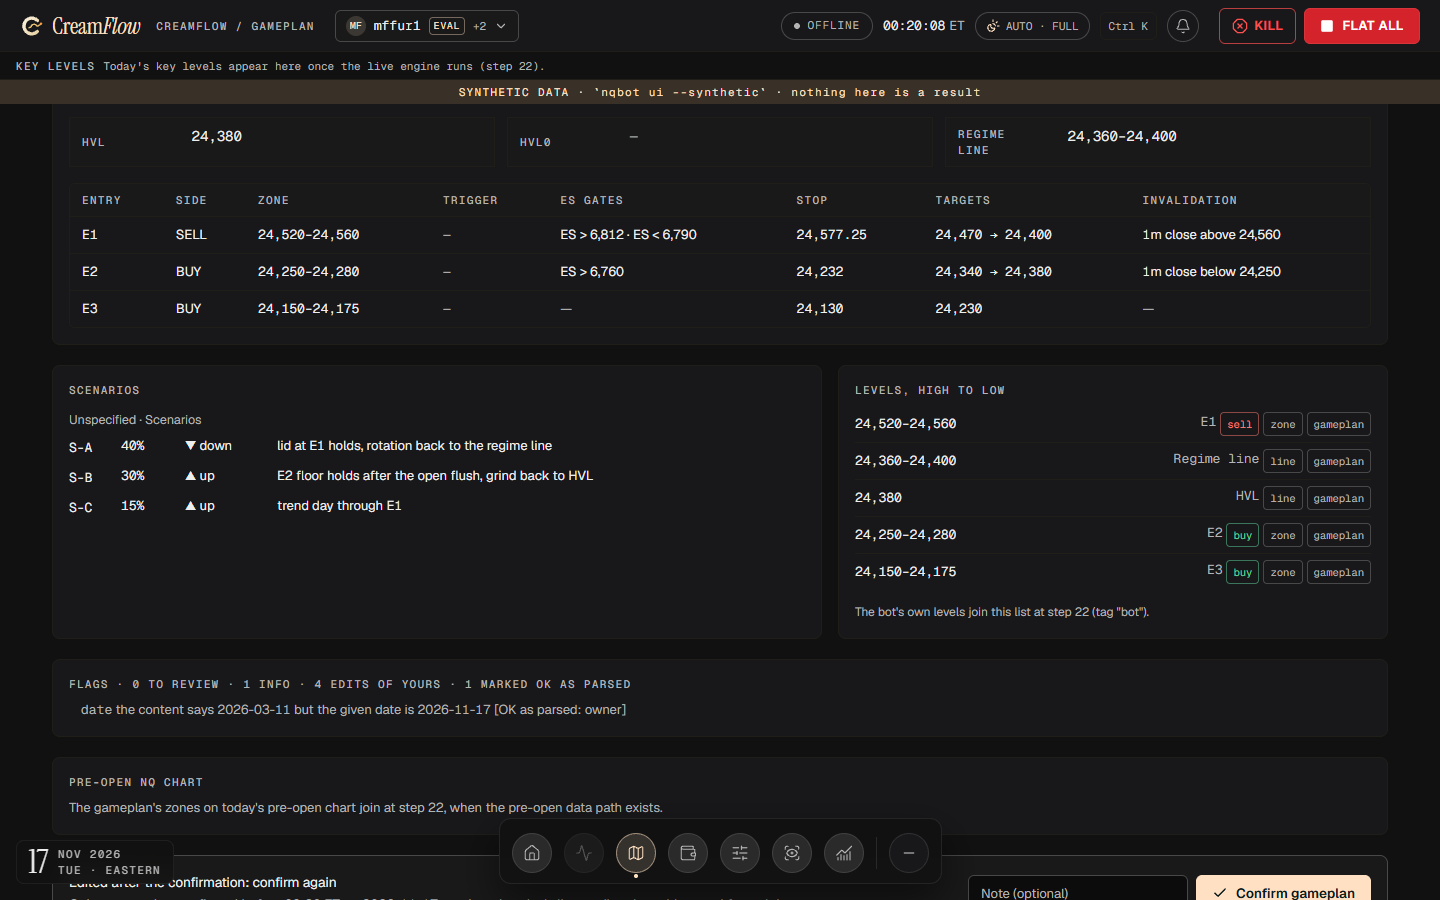 CreamFlow CREAMFLOW / GAMEPLAN MF mffur1 EVAL +2 OFFLINE 00:20:08 ET AUTO · FULL Ctrl K KILL FLAT ALL
KEY LEVELS Today's key levels appear here once the live engine runs (step 22).
SYNTHETIC DATA · `nqbot ui --synthetic` · nothing here is a result
HVL 24,380 HVL0 — REGIME LINE 24,360–24,400
ENTRY SIDE ZONE TRIGGER ES GATES STOP TARGETS INVALIDATION
E1 SELL 24,520–24,560 — ES > 6,812 · ES < 6,790 24,577.25 24,470 → 24,400 1m close above 24,560
E2 BUY 24,250–24,280 — ES > 6,760 24,232 24,340 → 24,380 1m close below 24,250
E3 BUY 24,150–24,175 — — 24,130 24,230 —
SCENARIOS
Unspecified · Scenarios
S-A 40% ▼ down lid at E1 holds, rotation back to the regime line
S-B 30% ▲ up E2 floor holds after the open flush, grind back to HVL
S-C 15% ▲ up trend day through E1
LEVELS, HIGH TO LOW
24,520–24,560 E1 sell zone gameplan
24,360–24,400 Regime line line gameplan
24,380 HVL line gameplan
24,250–24,280 E2 buy zone gameplan
24,150–24,175 E3 buy zone gameplan
The bot's own levels join this list at step 22 (tag "bot").
FLAGS · 0 TO REVIEW · 1 INFO · 4 EDITS OF YOURS · 1 MARKED OK AS PARSED
date the content says 2026-03-11 but the given date is 2026-11-17 [OK as parsed: owner]
PRE-OPEN NQ CHART
The gameplan's zones on today's pre-open chart join at step 22, when the pre-open data path exists.
17 NOV 2026
TUE · EASTERN
Edited after the confirmation: confirm again
Note (optional) Confirm gameplan